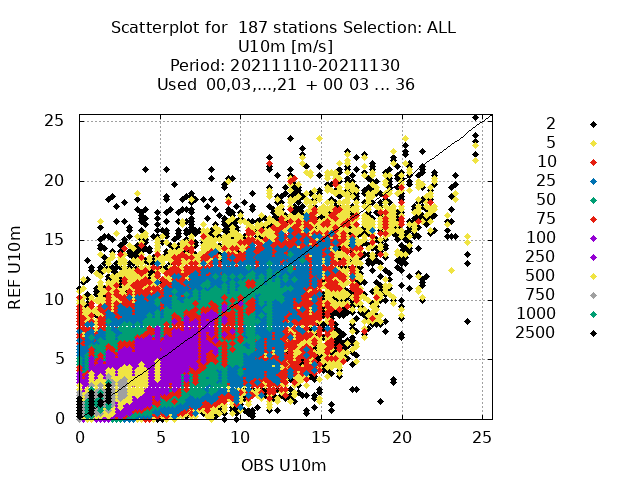 Scatterplot for  187 stations Selection: ALL
U10m [m/s]
Period: 20211110-20211130
Used  00,03,...,21  + 00 03 ... 36
REF U10m
25
20
15
10
5
0
0 5 10 15 20 25
OBS U10m
2
5
10
25
50
75
100
250
500
750
1000
2500